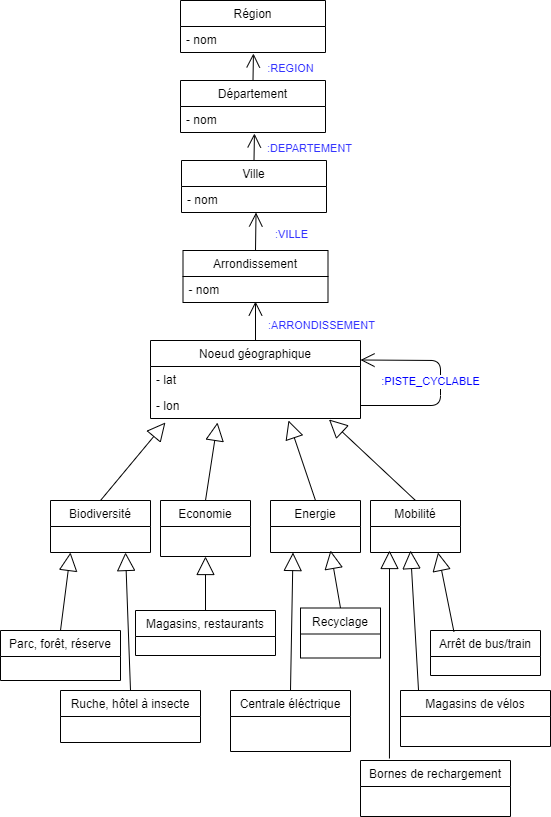 Région
- nom
:REGION
Département
- nom
:DEPARTEMENT
Ville
- nom
:VILLE
Arrondissement
- nom
:ARRONDISSEMENT
Noeud géographique
- lat
:PISTE_CYCLABLE
- lon
Biodiversité
Economie
Energie
Mobilité
Magasins, restaurants
Recyclage
Parc, forêt, réserve
Arrêt de bus/train
Ruche, hôtel à insecte
Centrale éléctrique
Magasins de vélos
Bornes de rechargement